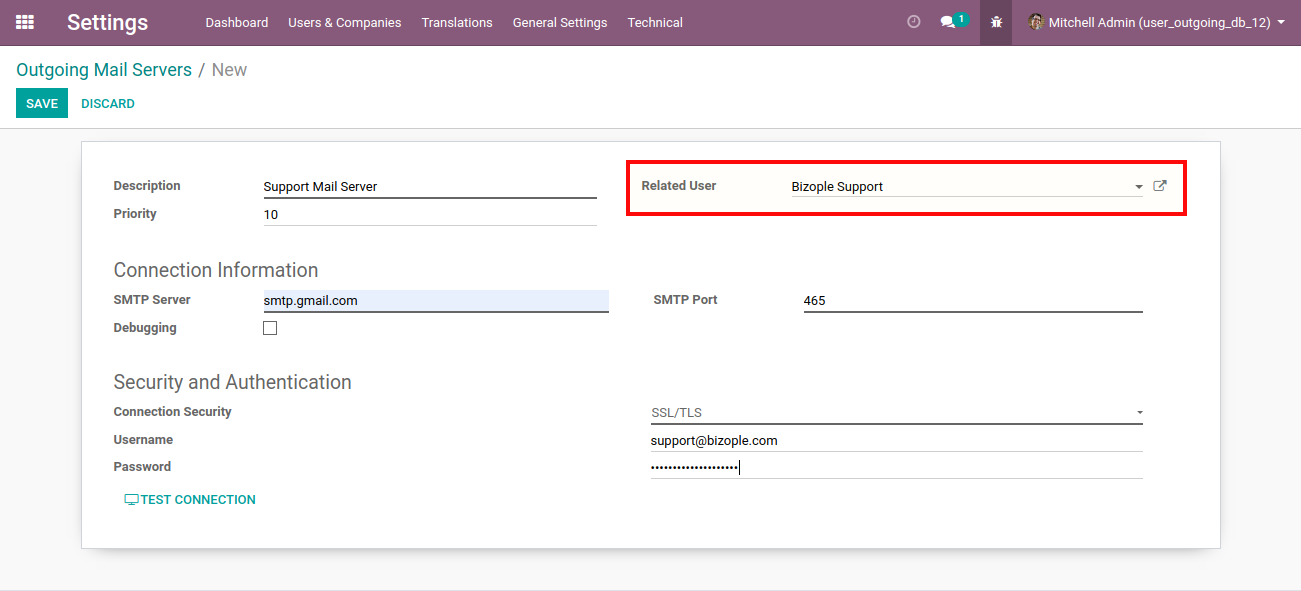 Settings Dashboard Users & Companies Translations General Settings Technical 1 Mitchell Admin (user_outgoing_db_12)
Outgoing Mail Servers / New
SAVE DISCARD
Description Support Mail Server Related User Bizople Support
Priority 10
Connection Information
SMTP Server smtp.gmail.com SMTP Port 465
Debugging
Security and Authentication
Connection Security SSL/TLS
Username support@bizople.com
Password ••••••••••••••••••••
TEST CONNECTION